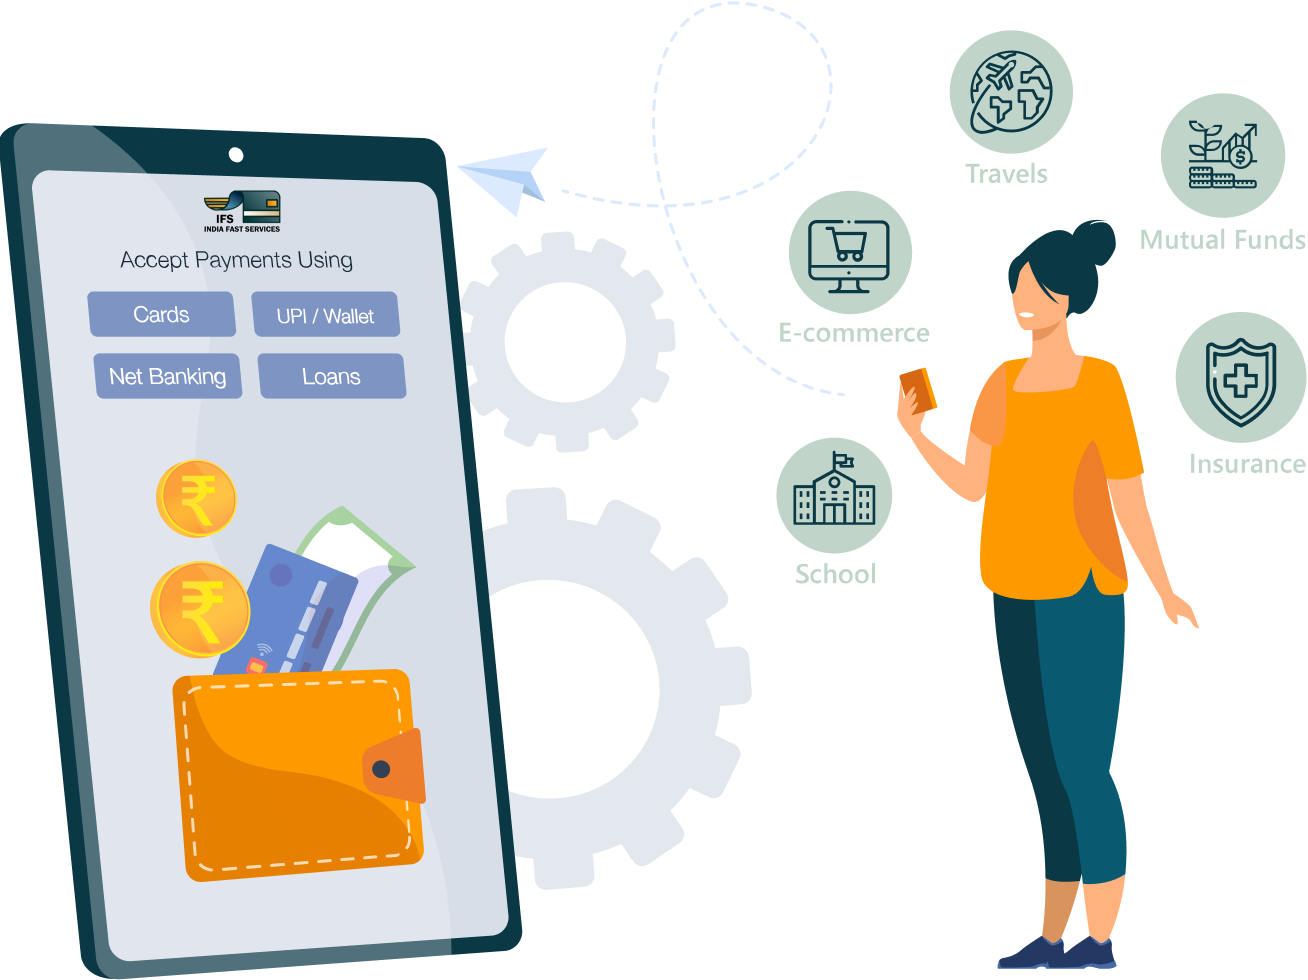 IFS
INDIA FAST SERVICES
Accept Payments Using
Cards
UPI / Wallet
Net Banking
Loans
Travels
Mutual Funds
E-commerce
Insurance
School